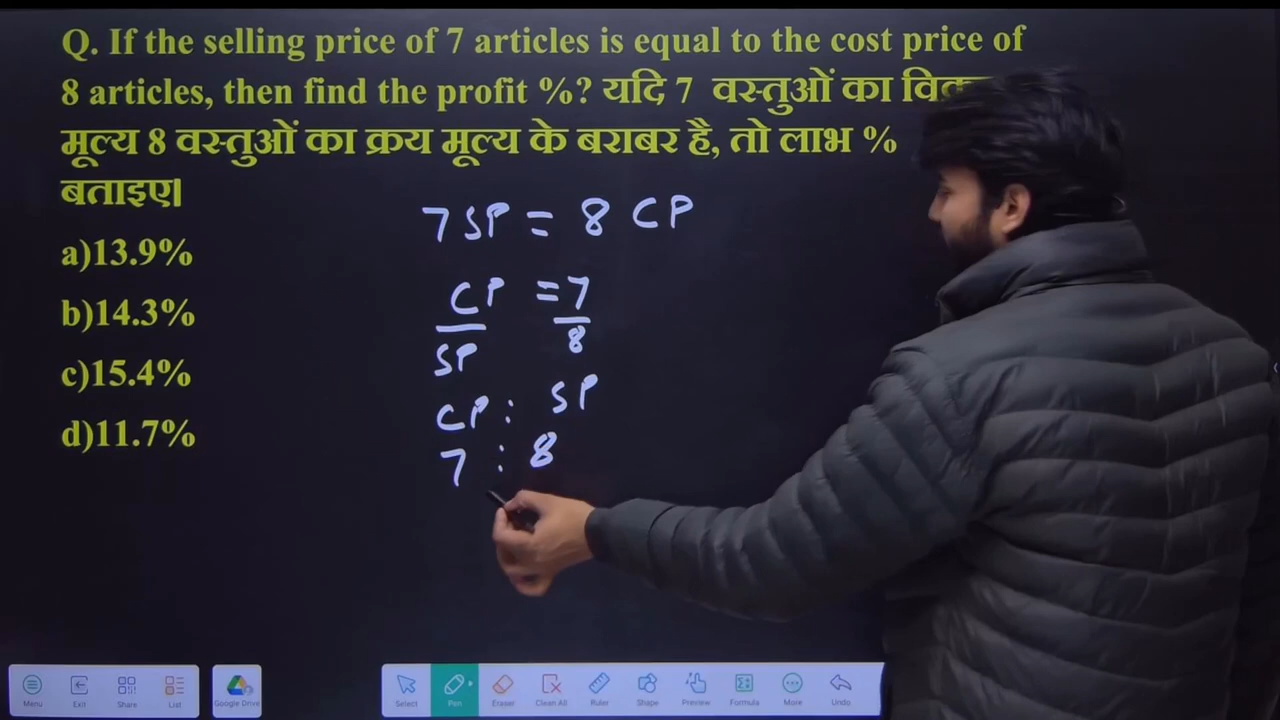 Q. If the selling price of 7 articles is equal to the cost price of
8 articles, then find the profit %? यदि 7 वस्तुओं का
मूल्य 8 वस्तुओं का क्रय मूल्य के बराबर है, तो लाभ %
बताइए।
7 SP = 8 CP
a)13.9%
CP = 7
b)14.3%
SP 8
c)15.4%
CP : SP
d)11.7%
7 : 8
Menu Exit Share List Google Drive Select Pen Eraser Clean All Ruler Shape Preview Formula More Undo